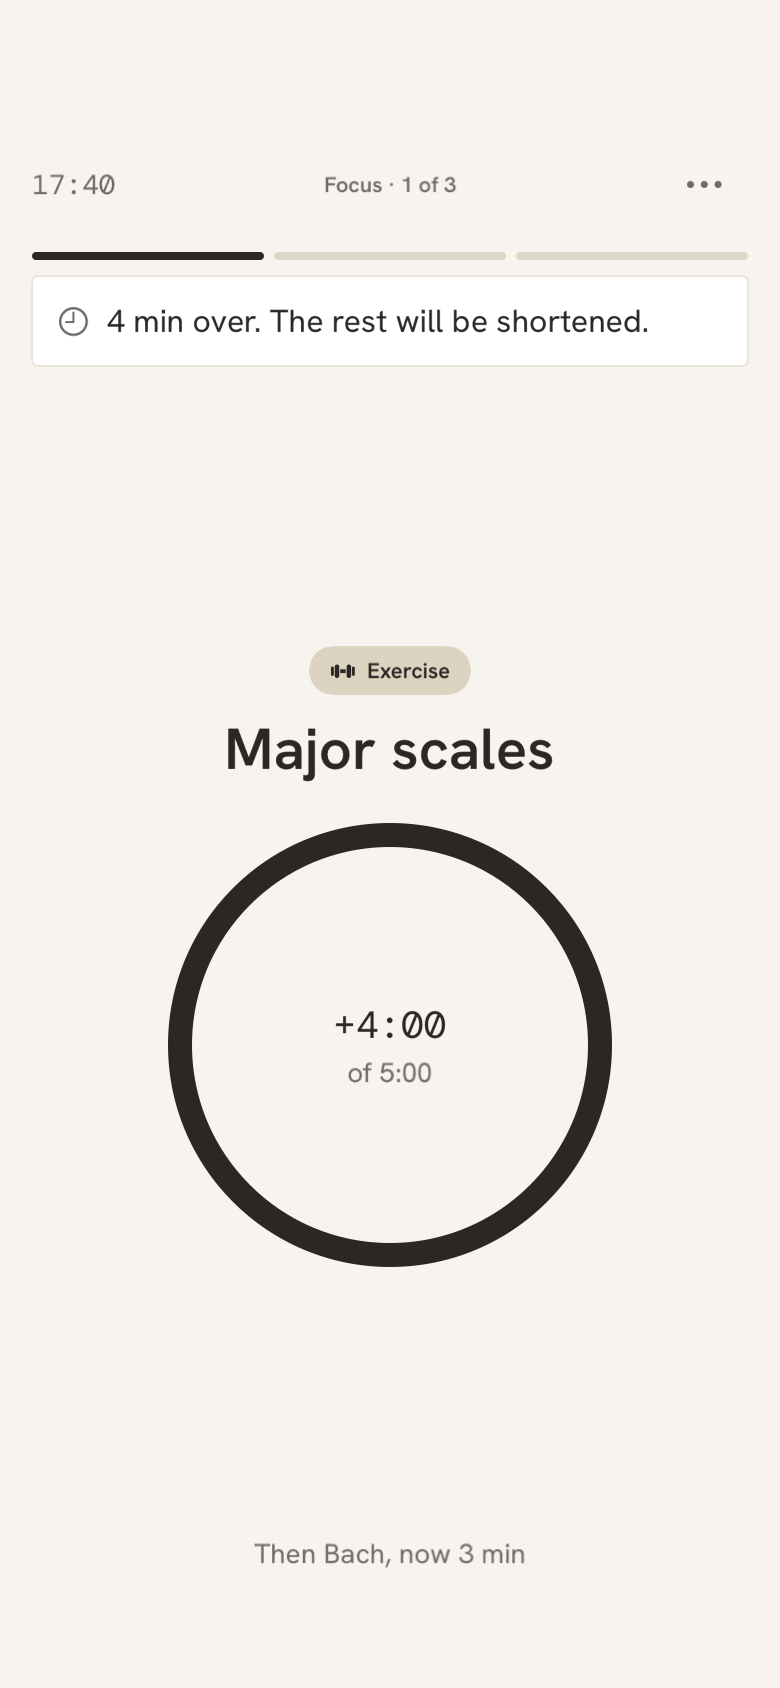 17:40
Focus · 1 of 3
4 min over. The rest will be shortened.
Exercise
Major scales
+4:00
of 5:00
Then Bach, now 3 min